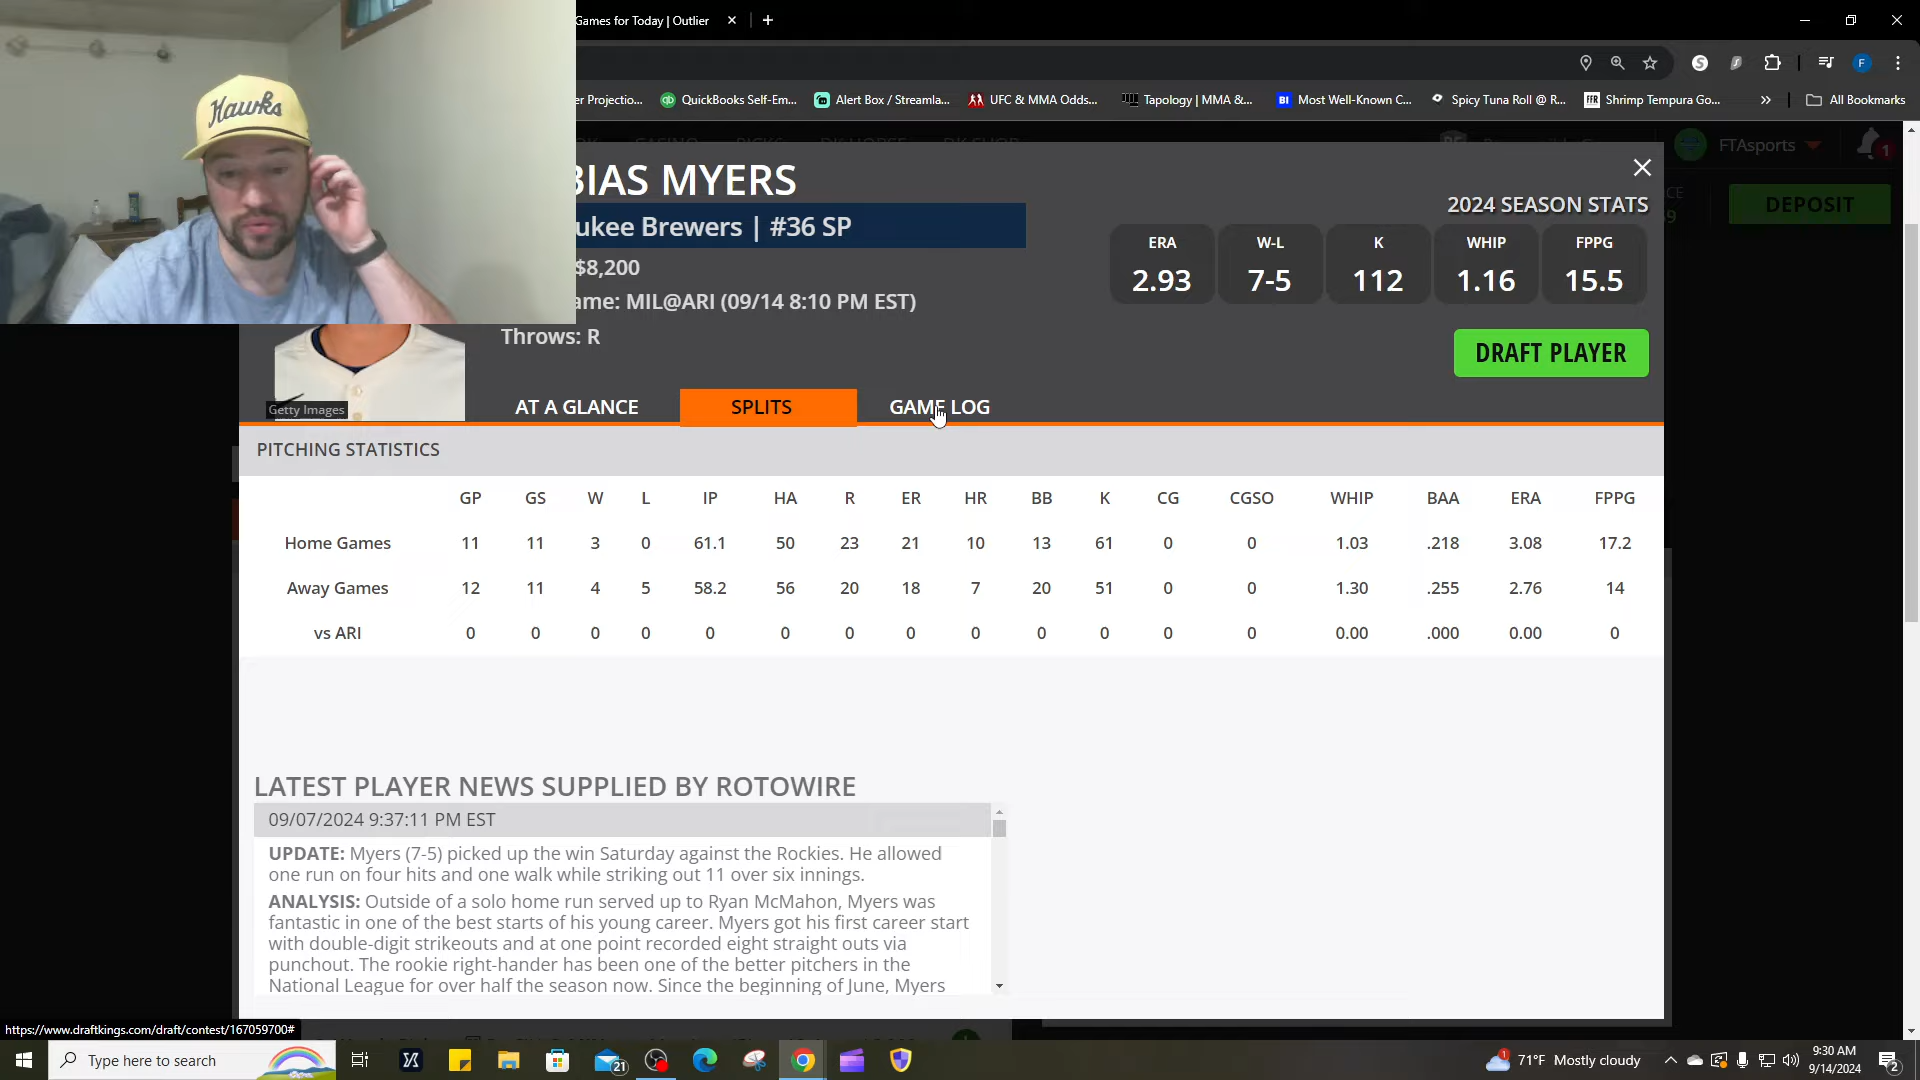 Games for Today | Outlier
er Projectio...
QuickBooks Self-Em...
Alert Box / Streamla...
UFC & MMA Odds...
Tapology | MMA &...
BI Most Well-Known C...
Spicy Tuna Roll @ R...
FFR Shrimp Tempura Go...
All Bookmarks
Hawks
FTAsports
1
DEPOSIT
BIAS MYERS
ukee Brewers | #36 SP
$8,200
ame: MIL@ARI (09/14 8:10 PM EST)
Throws: R
2024 SEASON STATS
ERA W-L K WHIP FPPG
2.93 7-5 112 1.16 15.5
DRAFT PLAYER
Getty Images
AT A GLANCE SPLITS GAME LOG
PITCHING STATISTICS
GP GS W L IP HA R ER HR BB K CG CGSO WHIP BAA ERA FPPG
Home Games 11 11 3 0 61.1 50 23 21 10 13 61 0 0 1.03 .218 3.08 17.2
Away Games 12 11 4 5 58.2 56 20 18 7 20 51 0 0 1.30 .255 2.76 14
vs ARI 0 0 0 0 0 0 0 0 0 0 0 0 0 0.00 .000 0.00 0
LATEST PLAYER NEWS SUPPLIED BY ROTOWIRE
09/07/2024 9:37:11 PM EST
UPDATE: Myers (7-5) picked up the win Saturday against the Rockies. He allowed
one run on four hits and one walk while striking out 11 over six innings.
ANALYSIS: Outside of a solo home run served up to Ryan McMahon, Myers was
fantastic in one of the best starts of his young career. Myers got his first career start
with double-digit strikeouts and at one point recorded eight straight outs via
punchout. The rookie right-hander has been one of the better pitchers in the
National League for over half the season now. Since the beginning of June, Myers
https://www.draftkings.com/draft/contest/167059700#
Type here to search
21
1
71°F Mostly cloudy
9:30 AM
9/14/2024
2